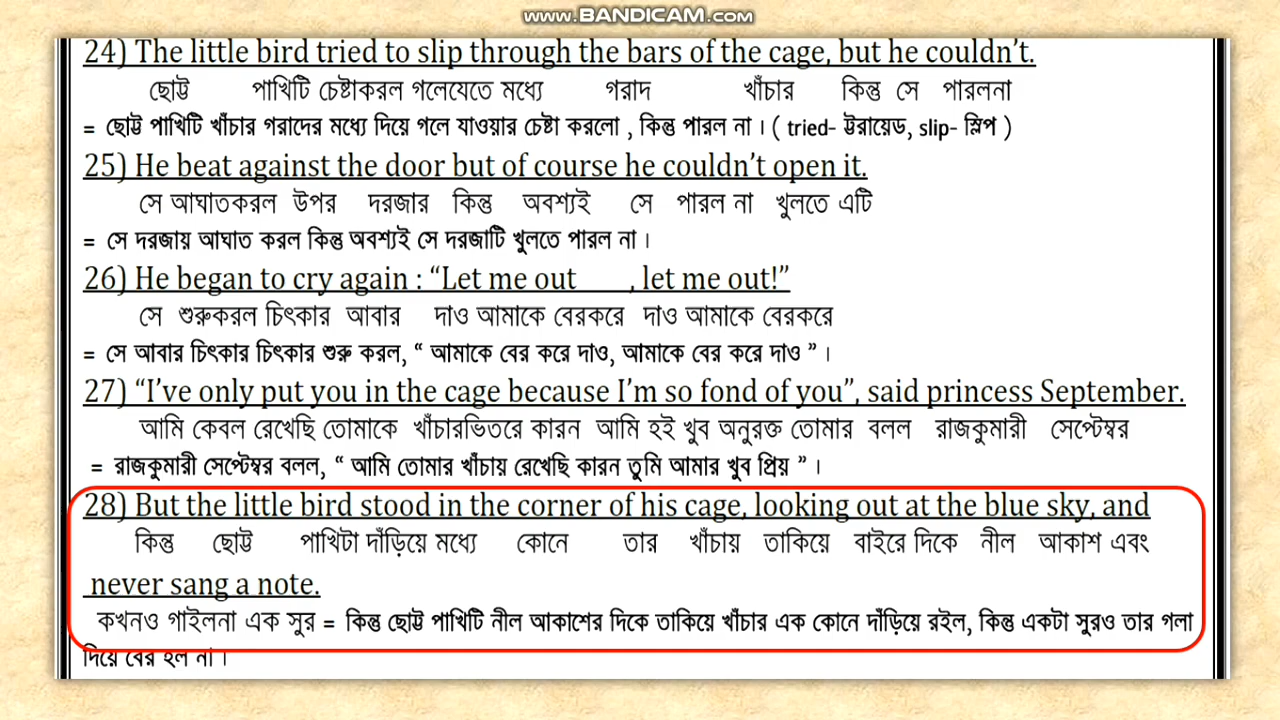 www.BANDICAM.com
24) The little bird tried to slip through the bars of the cage, but he couldn't.
ছোট্ট পাখিটি চেষ্টাকরল গলেযেতে মধ্যে গরাদ খাঁচার কিন্তু সে পারলনা
= ছোট্ট পাখিটি খাঁচার গরাদের মধ্যে দিয়ে গলে যাওয়ার চেষ্টা করলো , কিন্তু পারল না । ( tried- ট্টরায়েড, slip- স্লিপ )
25) He beat against the door but of course he couldn't open it.
সে আঘাতকরল উপর দরজার কিন্তু অবশ্যই সে পারল না খুলতে এটি
= সে দরজায় আঘাত করল কিন্তু অবশ্যই সে দরজাটি খুলতে পারল না ।
26) He began to cry again : “Let me out , let me out!”
সে শুরুকরল চিৎকার আবার দাও আমাকে বেরকরে দাও আমাকে বেরকরে
= সে আবার চিৎকার চিৎকার শুরু করল, “ আমাকে বের করে দাও, আমাকে বের করে দাও ” ।
27) “I've only put you in the cage because I'm so fond of you”, said princess September.
আমি কেবল রেখেছি তোমাকে খাঁচারভিতরে কারন আমি হই খুব অনুরক্ত তোমার বলল রাজকুমারী সেপ্টেম্বর
= রাজকুমারী সেপ্টেম্বর বলল, “ আমি তোমার খাঁচায় রেখেছি কারন তুমি আমার খুব প্রিয় ” ।
28) But the little bird stood in the corner of his cage, looking out at the blue sky, and
কিন্তু ছোট্ট পাখিটা দাঁড়িয়ে মধ্যে কোনে তার খাঁচায় তাকিয়ে বাইরে দিকে নীল আকাশ এবং
never sang a note.
কখনও গাইলনা এক সুর = কিন্তু ছোট্ট পাখিটি নীল আকাশের দিকে তাকিয়ে খাঁচার এক কোনে দাঁড়িয়ে রইল, কিন্তু একটা সুরও তার গলা
দিয়ে বের হল না ।